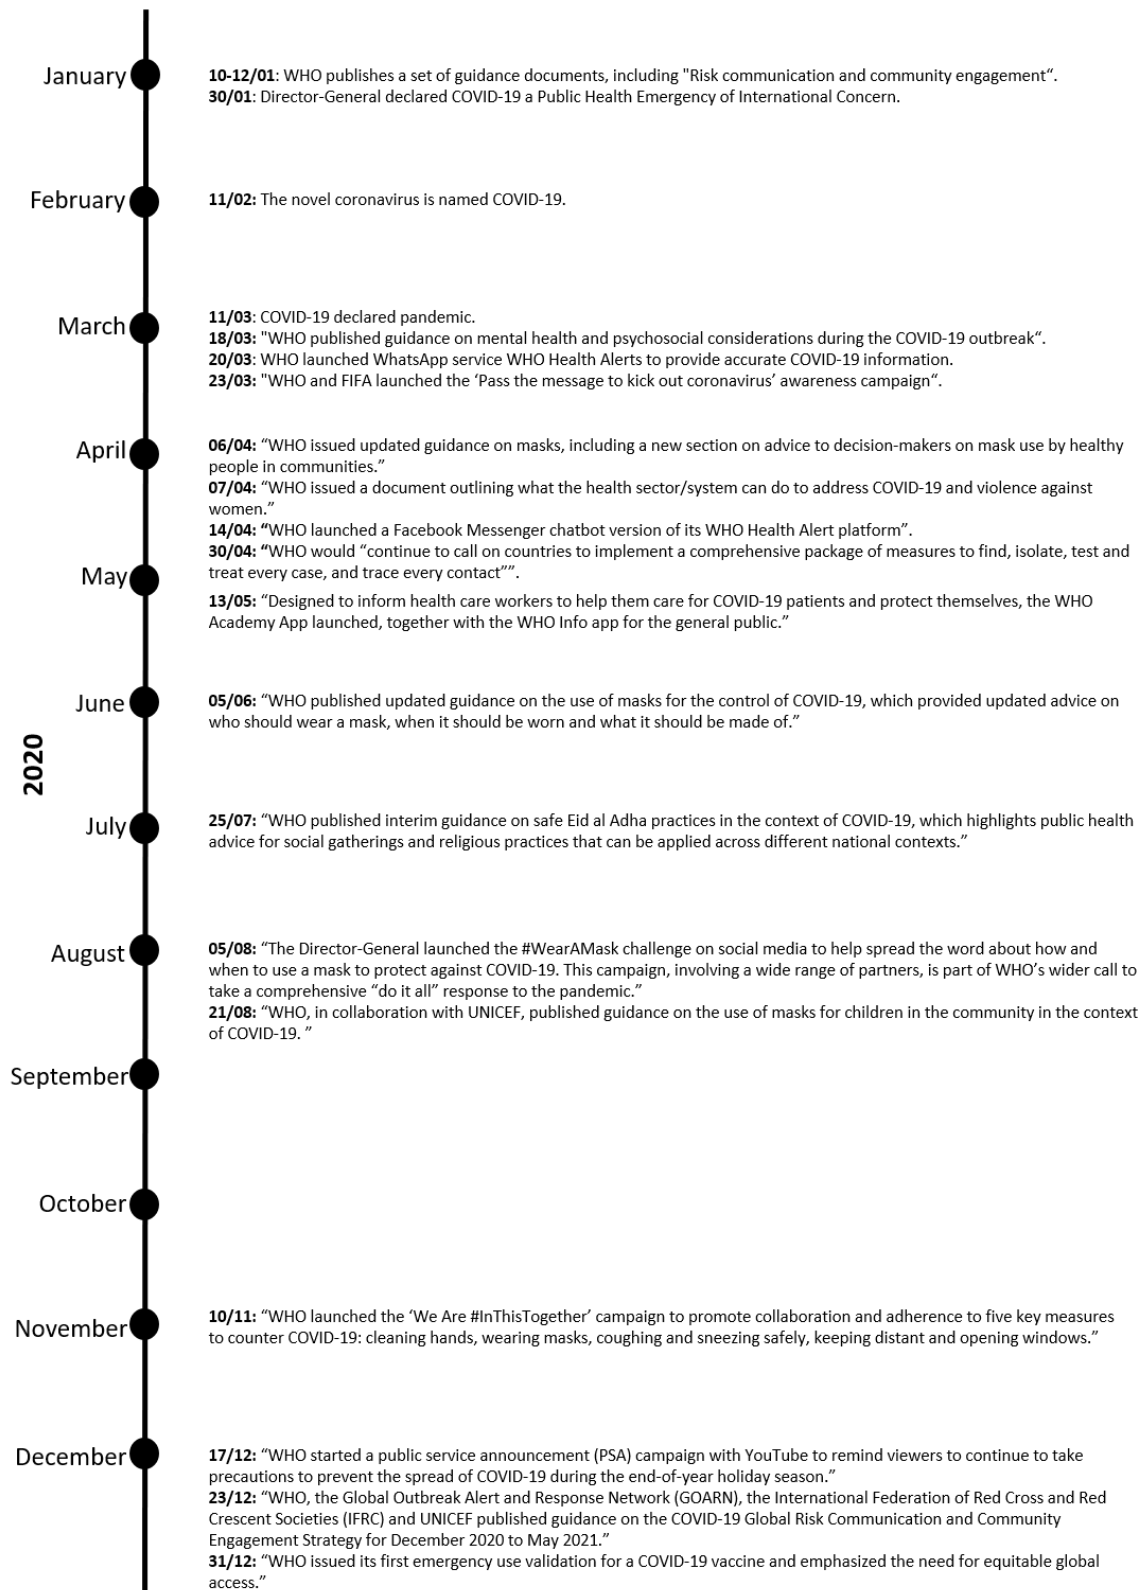 January
10-12/01: WHO publishes a set of guidance documents, including "Risk communication and community engagement“.
30/01: Director-General declared COVID-19 a Public Health Emergency of International Concern.
February
11/02: The novel coronavirus is named COVID-19.
March
11/03: COVID-19 declared pandemic.
18/03: "WHO published guidance on mental health and psychosocial considerations during the COVID-19 outbreak“.
20/03: WHO launched WhatsApp service WHO Health Alerts to provide accurate COVID-19 information.
23/03: "WHO and FIFA launched the ‘Pass the message to kick out coronavirus’ awareness campaign“.
April
06/04: “WHO issued updated guidance on masks, including a new section on advice to decision-makers on mask use by healthy
people in communities.”
07/04: “WHO issued a document outlining what the health sector/system can do to address COVID-19 and violence against
women.”
14/04: “WHO launched a Facebook Messenger chatbot version of its WHO Health Alert platform”.
30/04: “WHO would “continue to call on countries to implement a comprehensive package of measures to find, isolate, test and
treat every case, and trace every contact””.
May
13/05: “Designed to inform health care workers to help them care for COVID-19 patients and protect themselves, the WHO
Academy App launched, together with the WHO Info app for the general public.”
June
05/06: “WHO published updated guidance on the use of masks for the control of COVID-19, which provided updated advice on
who should wear a mask, when it should be worn and what it should be made of.”
2020
July
25/07: “WHO published interim guidance on safe Eid al Adha practices in the context of COVID-19, which highlights public health
advice for social gatherings and religious practices that can be applied across different national contexts.”
August
05/08: “The Director-General launched the #WearAMask challenge on social media to help spread the word about how and
when to use a mask to protect against COVID-19. This campaign, involving a wide range of partners, is part of WHO’s wider call to
take a comprehensive “do it all” response to the pandemic.”
21/08: “WHO, in collaboration with UNICEF, published guidance on the use of masks for children in the community in the context
of COVID-19. ”
September
October
November
10/11: “WHO launched the ‘We Are #InThisTogether’ campaign to promote collaboration and adherence to five key measures
to counter COVID-19: cleaning hands, wearing masks, coughing and sneezing safely, keeping distant and opening windows.”
December
17/12: “WHO started a public service announcement (PSA) campaign with YouTube to remind viewers to continue to take
precautions to prevent the spread of COVID-19 during the end-of-year holiday season.”
23/12: “WHO, the Global Outbreak Alert and Response Network (GOARN), the International Federation of Red Cross and Red
Crescent Societies (IFRC) and UNICEF published guidance on the COVID-19 Global Risk Communication and Community
Engagement Strategy for December 2020 to May 2021.”
31/12: “WHO issued its first emergency use validation for a COVID-19 vaccine and emphasized the need for equitable global
access.”